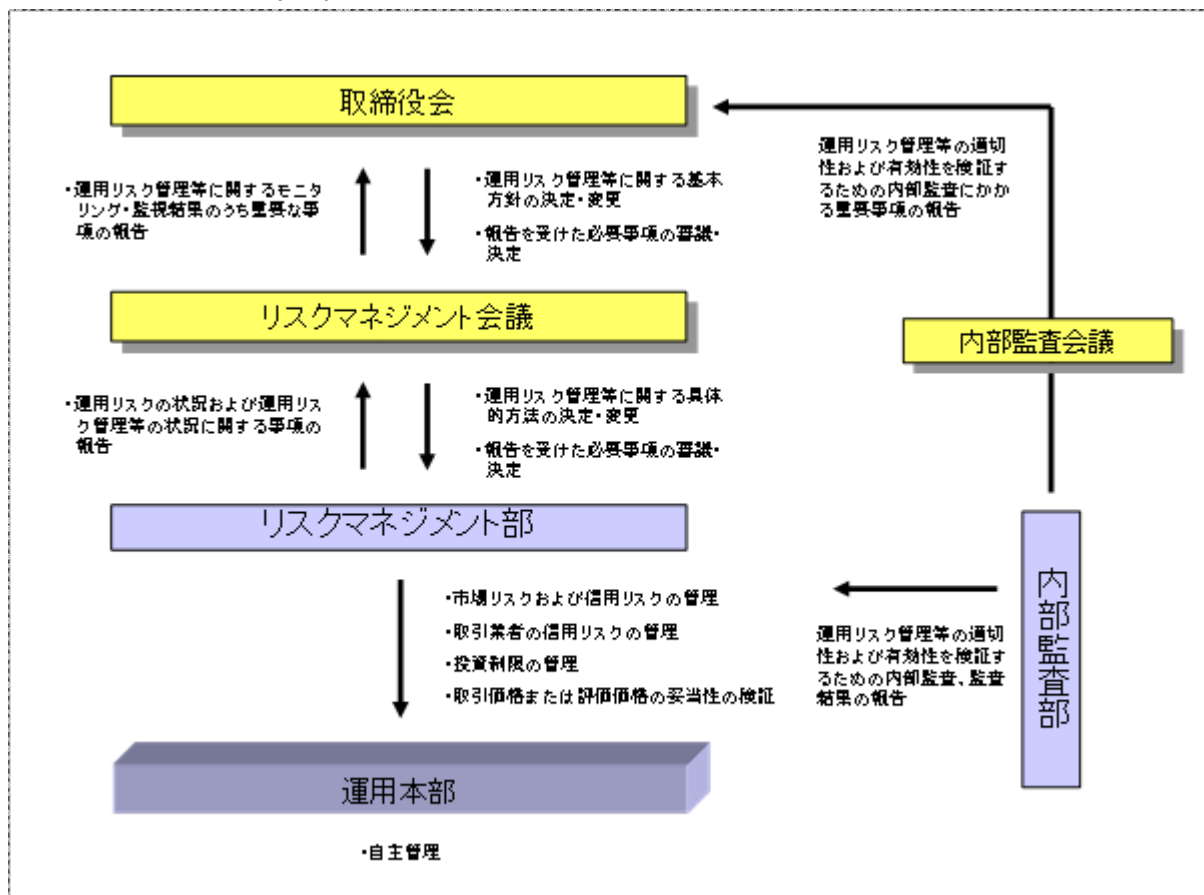 取締役会
・運用リスク管理等に関するモニ
タリング・監視結果のうち重要な事
項の報告
・運用リスク管理等に関する基本
方針の決定・変更
・報告を受けた必要事項の審議・
決定
運用リスク管理等の適切
性および有効性を検証す
るための内部監査にかか
る重要事項の報告
リスクマネジメント会議
内部監査会議
・運用リスクの状況および運用リス
ク管理等の状況に関する事項の
報告
・運用リスク管理等に関する具体
的方法の決定・変更
・報告を受けた必要事項の審議・
決定
リスクマネジメント部
内部監査部
・市場リスクおよび信用リスクの管理
・取引業者の信用リスクの管理
・投資制限の管理
・取引価格または評価価格の妥当性の検証
運用リスク管理等の適切
性および有効性を検証す
るための内部監査、監査
結果の報告
運用本部
・自主管理